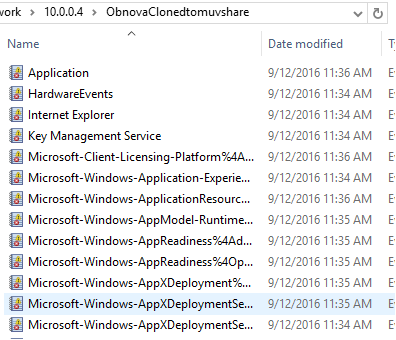 work › 10.0.0.4 › ObnovaClonedtomuvshare
Name Date modified
Application 9/12/2016 11:36 AM
HardwareEvents 9/12/2016 11:34 AM
Internet Explorer 9/12/2016 11:34 AM
Key Management Service 9/12/2016 11:34 AM
Microsoft-Client-Licensing-Platform%4A... 9/12/2016 11:36 AM
Microsoft-Windows-Application-Experie... 9/12/2016 11:34 AM
Microsoft-Windows-ApplicationResourc... 9/12/2016 11:34 AM
Microsoft-Windows-AppModel-Runtime... 9/12/2016 11:35 AM
Microsoft-Windows-AppReadiness%4Ad... 9/12/2016 11:35 AM
Microsoft-Windows-AppReadiness%4Op... 9/12/2016 11:35 AM
Microsoft-Windows-AppXDeployment%... 9/12/2016 11:35 AM
Microsoft-Windows-AppXDeploymentSe... 9/12/2016 11:35 AM
Microsoft-Windows-AppXDeploymentSe... 9/12/2016 11:34 AM